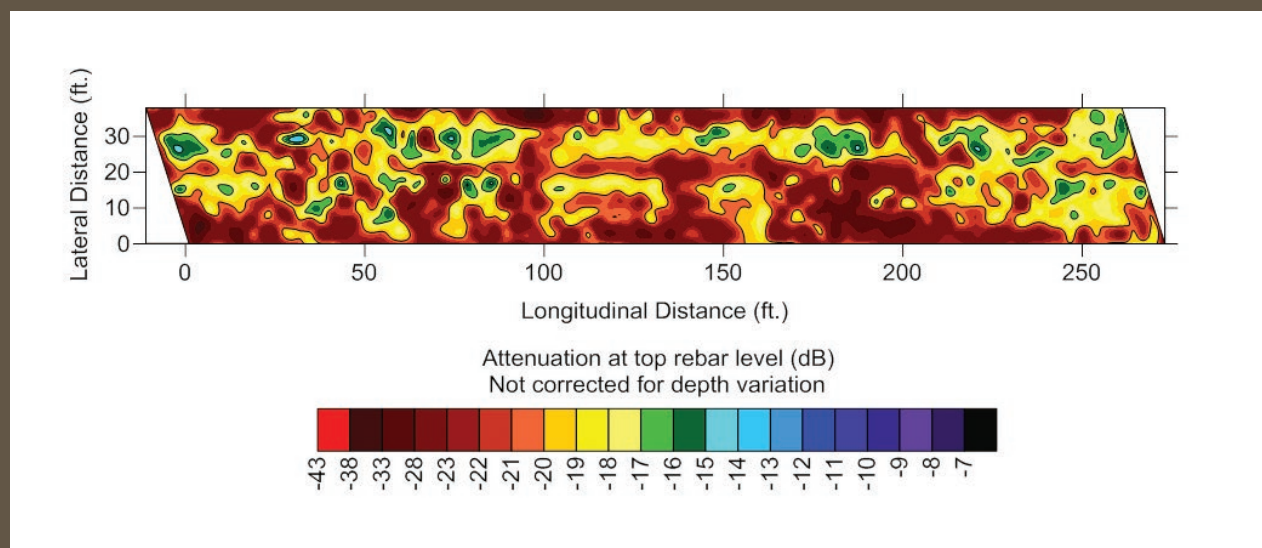 Lateral Distance (ft.)
30
20
10
0
0 50 100 150 200 250
Longitudinal Distance (ft.)
Attenuation at top rebar level (dB)
Not corrected for depth variation
-43 -38 -33 -28 -23 -22 -21 -20 -19 -18 -17 -16 -15 -14 -13 -12 -11 -10 -9 -8 -7